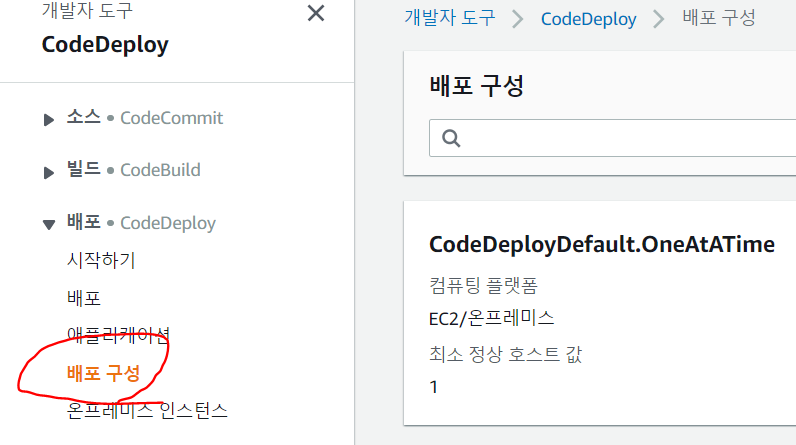 개발자 도구
CodeDeploy
소스 • CodeCommit
빌드 • CodeBuild
배포 • CodeDeploy
시작하기
배포
애플리케이션
배포 구성
온프레미스 인스턴스
개발자 도구 > CodeDeploy > 배포 구성
배포 구성
CodeDeployDefault.OneAtATime
컴퓨팅 플랫폼
EC2/온프레미스
최소 정상 호스트 값
1